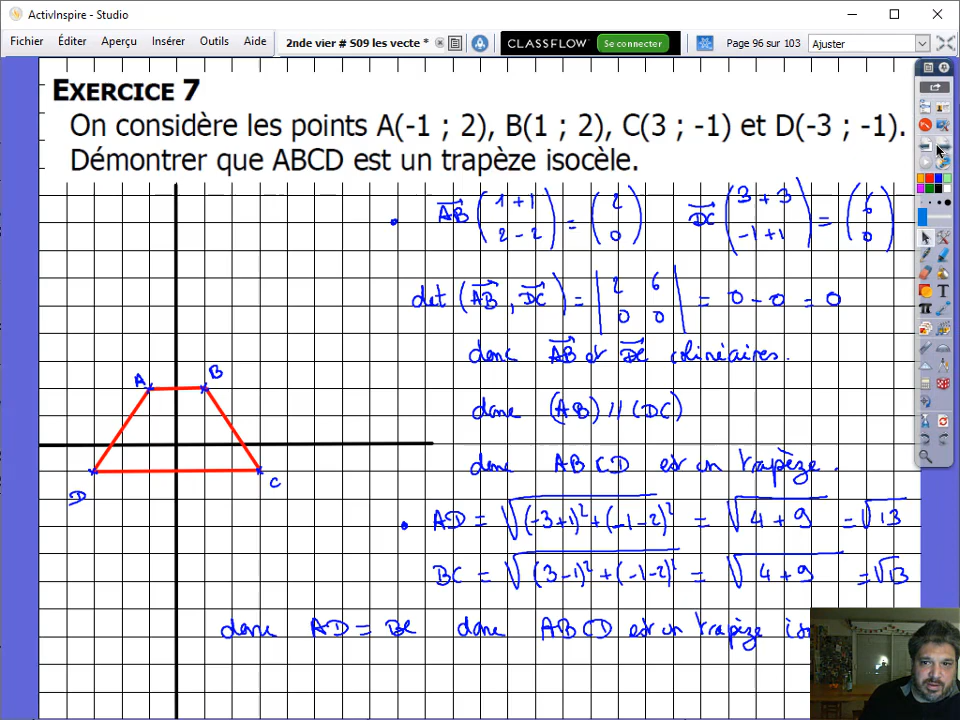 ActivInspire - Studio
Fichier Éditer Aperçu Insérer Outils Aide
2nde vier # S09 les vecte *
CLASSFLOW
Se connecter
Page 96 sur 103
Ajuster
EXERCICE 7
On considère les points A(-1 ; 2), B(1 ; 2), C(3 ; -1) et D(-3 ; -1).
Démontrer que ABCD est un trapèze isocèle.
• AB→ (1+1 ; 2-2) = (2 ; 0) DC→ (3+3 ; -1+1) = (6 ; 0)
det (AB→, DC→) = |2 6 ; 0 0| = 0 - 0 = 0
donc AB→ et DC→ colinéaires.
donc (AB) // (DC)
donc ABCD est un trapèze.
• AD = √((-3+1)² + (-1-2)²) = √(4+9) = √13
BC = √((3-1)² + (-1-2)²) = √(4+9) = √13
donc AD = BC donc ABCD est un trapèze
A
B
C
D